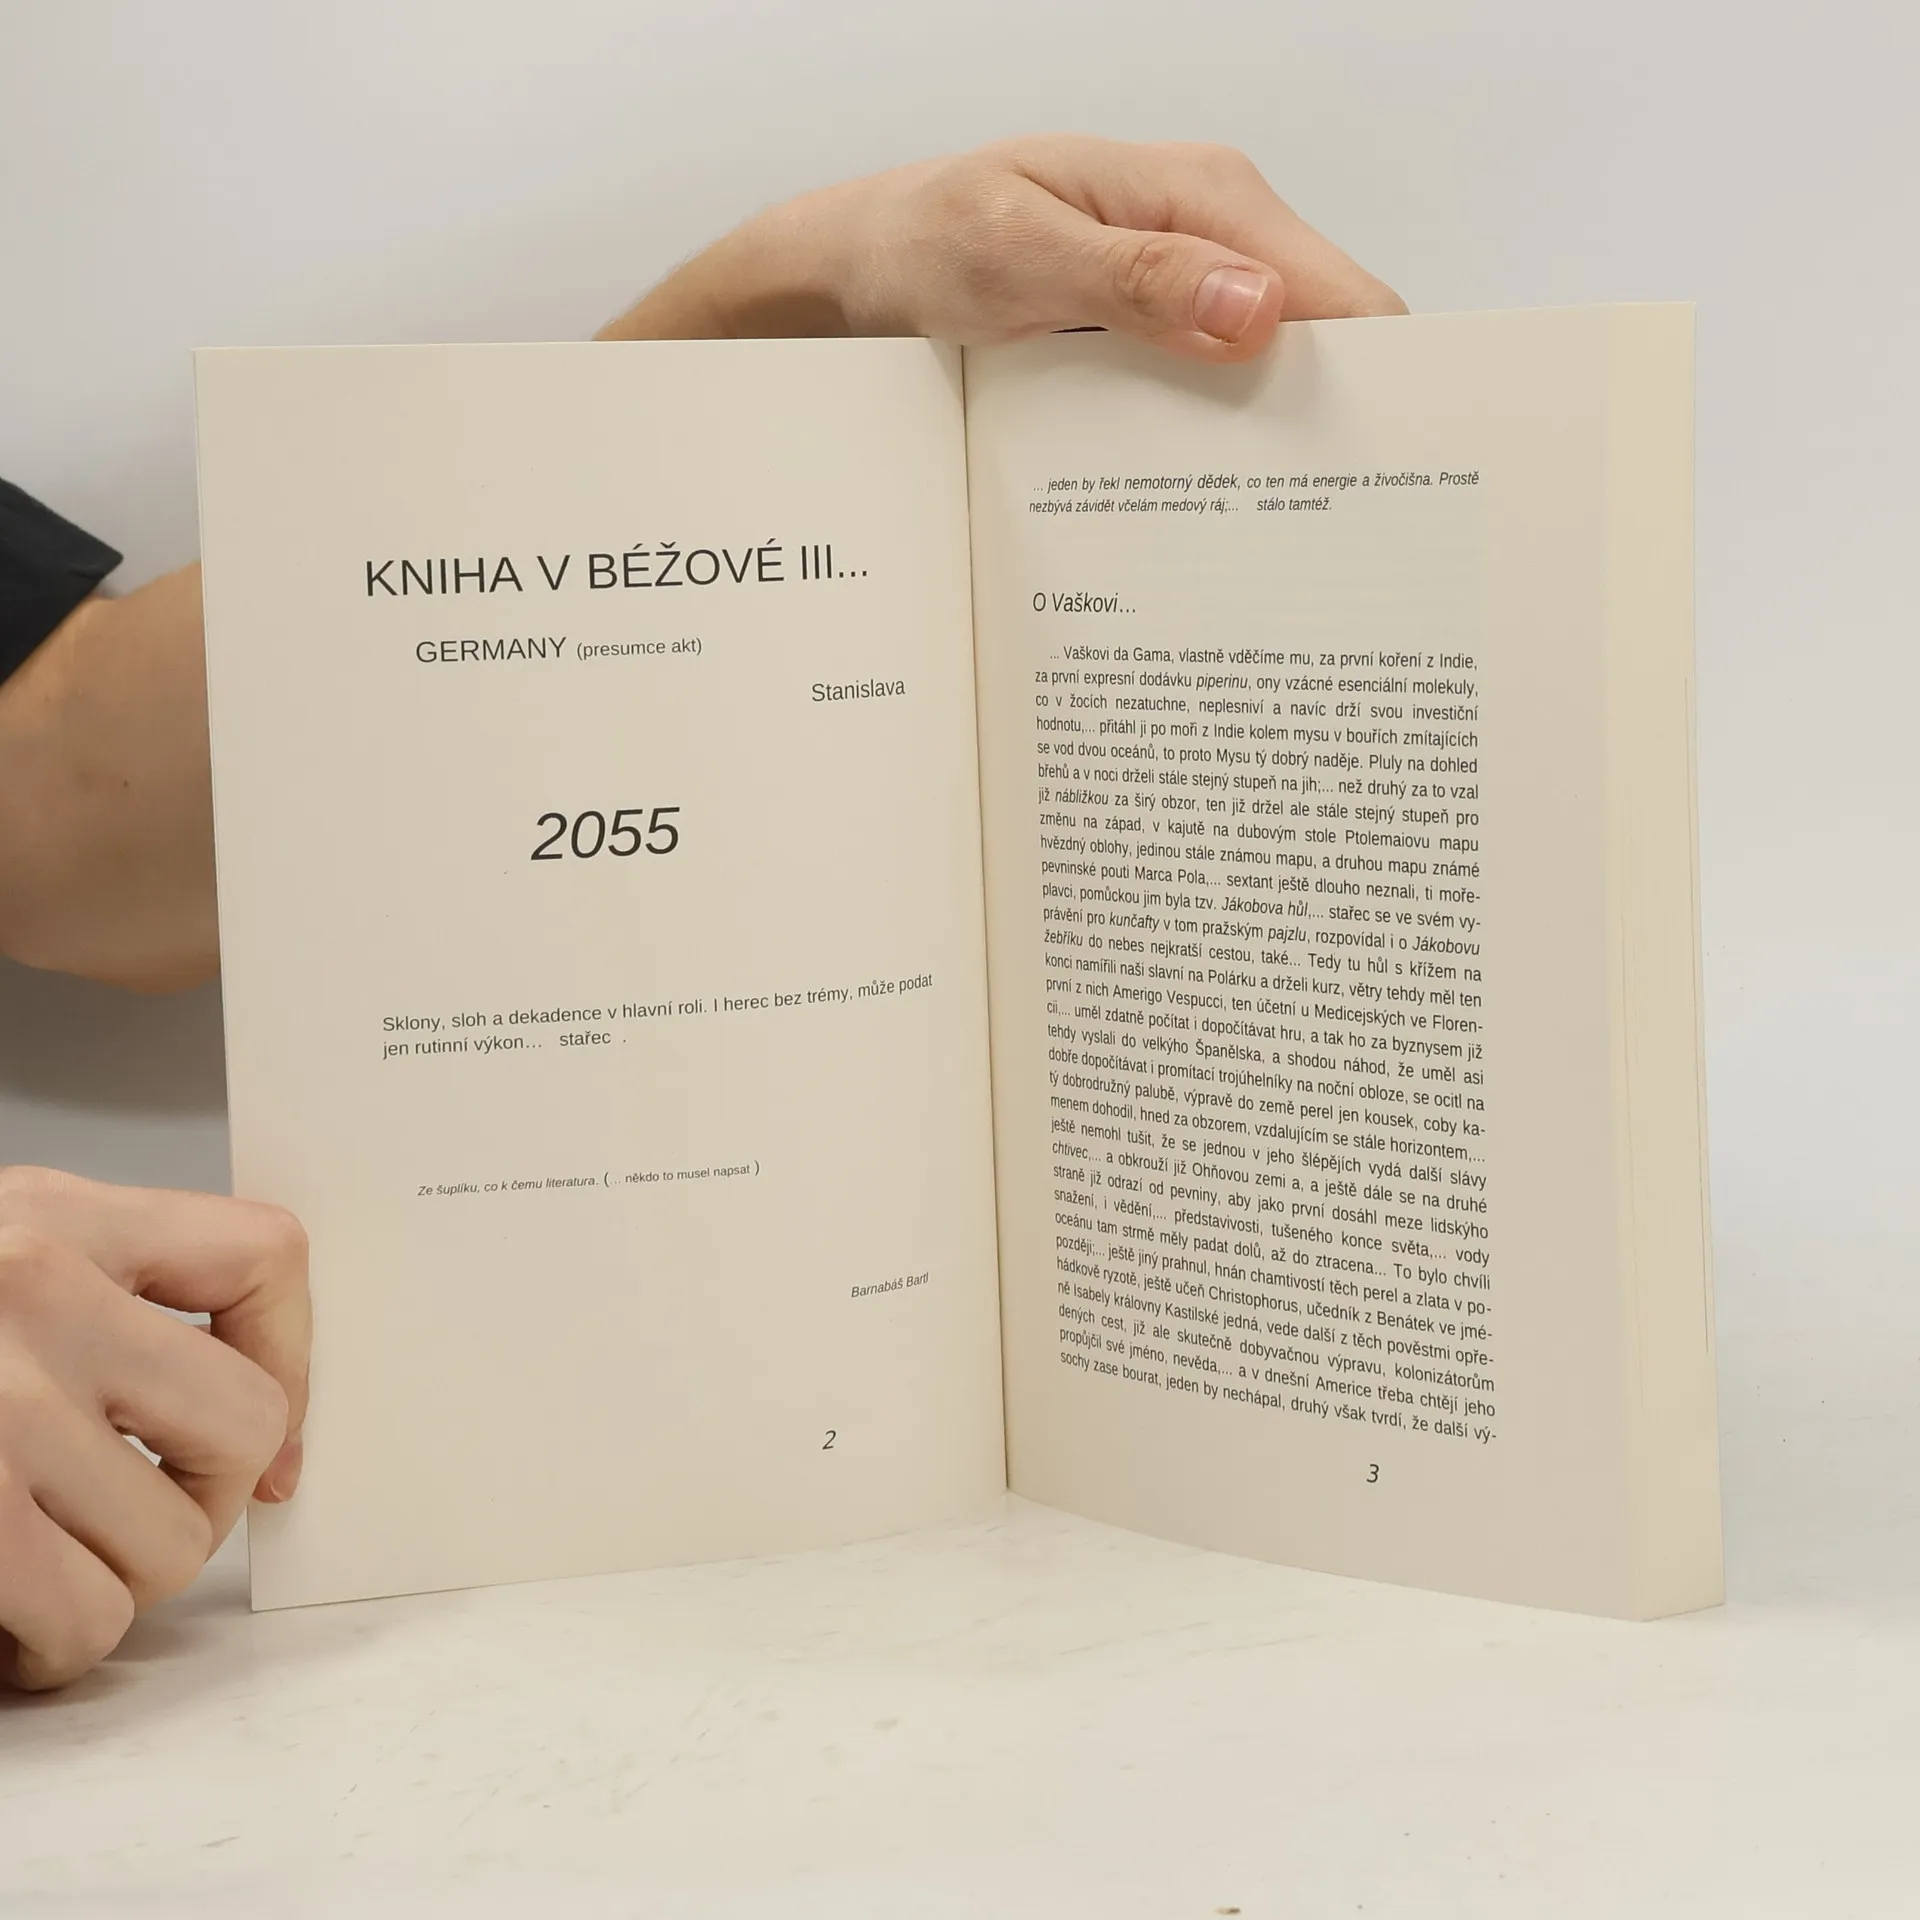 KNIHA V BÉŽOVÉ III...
GERMANY (presumce akt)
Stanislava
2055
Sklony, sloh a dekadence v hlavní roli. I herec bez trémy, může podat
jen rutinní výkon... stařec .
Ze šuplíku, co k čemu literatura. (... někdo to musel napsat )
Barnabáš Bartl
2
... jeden by řekl nemotorný dědek, co ten má energie a živočišna. Prostě
nezbývá závidět včelám medový ráj;... stálo tamtéž.
O Vaškovi...
... Vaškovi da Gama, vlastně vděčíme mu, za první koření z Indie,
za první expresní dodávku piperinu, ony vzácné esenciální molekuly,
co v žocích nezatuchne, neplesniví a navíc drží svou investiční
hodnotu,... přitáhl ji po moři z Indie kolem mysu v bouřích zmítajících
se vod dvou oceánů, to proto Mysu tý dobrý naděje. Pluly na dohled
břehů a v noci drželi stále stejný stupeň na jih;... než druhý za to vzal
již nábližkou za širý obzor, ten již držel ale stále stejný stupeň pro
změnu na západ, v kajutě na dubovým stole Ptolemaiovu mapu
hvězdný oblohy, jedinou stále známou mapu, a druhou mapu známé
pevninské pouti Marca Pola,... sextant ještě dlouho neznali, ti moře-
plavci, pomůckou jim byla tzv. Jákobova hůl,... stařec se ve svém vy-
právění pro kunčafty v tom pražským pajzlu, rozpovídal i o Jákobovu
žebříku do nebes nejkratší cestou, také... Tedy tu hůl s křížem na
konci namířili naši slavní na Polárku a drželi kurz, větry tehdy měl ten
první z nich Amerigo Vespucci, ten účetní u Medicejských ve Floren-
cii,... uměl zdatně počítat i dopočítávat hru, a tak ho za byznysem již
tehdy vyslali do velkýho Španělska, a shodou náhod, že uměl asi
dobře dopočítávat i promítací trojúhelníky na noční obloze, se ocitl na
tý dobrodružný palubě, výpravě do země perel jen kousek, coby ka-
menem dohodil, hned za obzorem, vzdalujícím se stále horizontem,...
ještě nemohl tušit, že se jednou v jeho šlépějích vydá další slávy
chtivec,... a obkrouží již Ohňovou zemi a, a ještě dále se na druhé
straně již odrazí od pevniny, aby jako první dosáhl meze lidskýho
snažení, i vědění,... představivosti, tušeného konce světa,... vody
oceánu tam strmě měly padat dolů, až do ztracena... To bylo chvíli
později;... ještě jiný prahnul, hnán chamtivostí těch perel a zlata v po-
hádkově ryzotě, ještě učeň Christophorus, učedník z Benátek ve jmé-
ně Isabely královny Kastilské jedná, vede další z těch pověstmi opře-
dených cest, již ale skutečně dobyvačnou výpravu, kolonizátorům
propůjčil své jméno, nevěda,... a v dnešní Americe třeba chtějí jeho
sochy zase bourat, jeden by nechápal, druhý však tvrdí, že další vý-
3